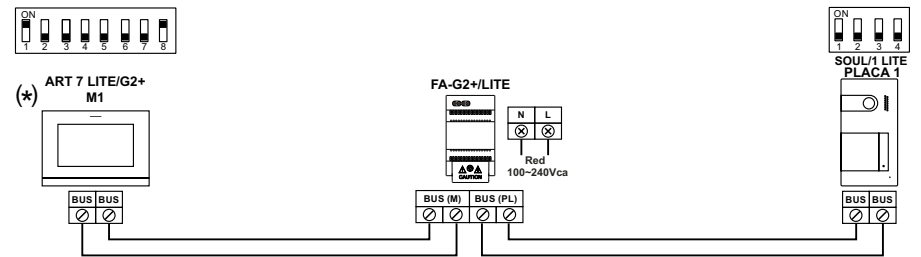 ON
1 2 3 4 5 6 7 8
ON
1 2 3 4
(*)
ART 7 LITE/G2+
M1
FA-G2+/LITE
SOUL/1 LITE
PLACA 1
N L
Red
100~240Vca
CAUTION
BUS BUS
BUS (M) BUS (PL)
BUS BUS